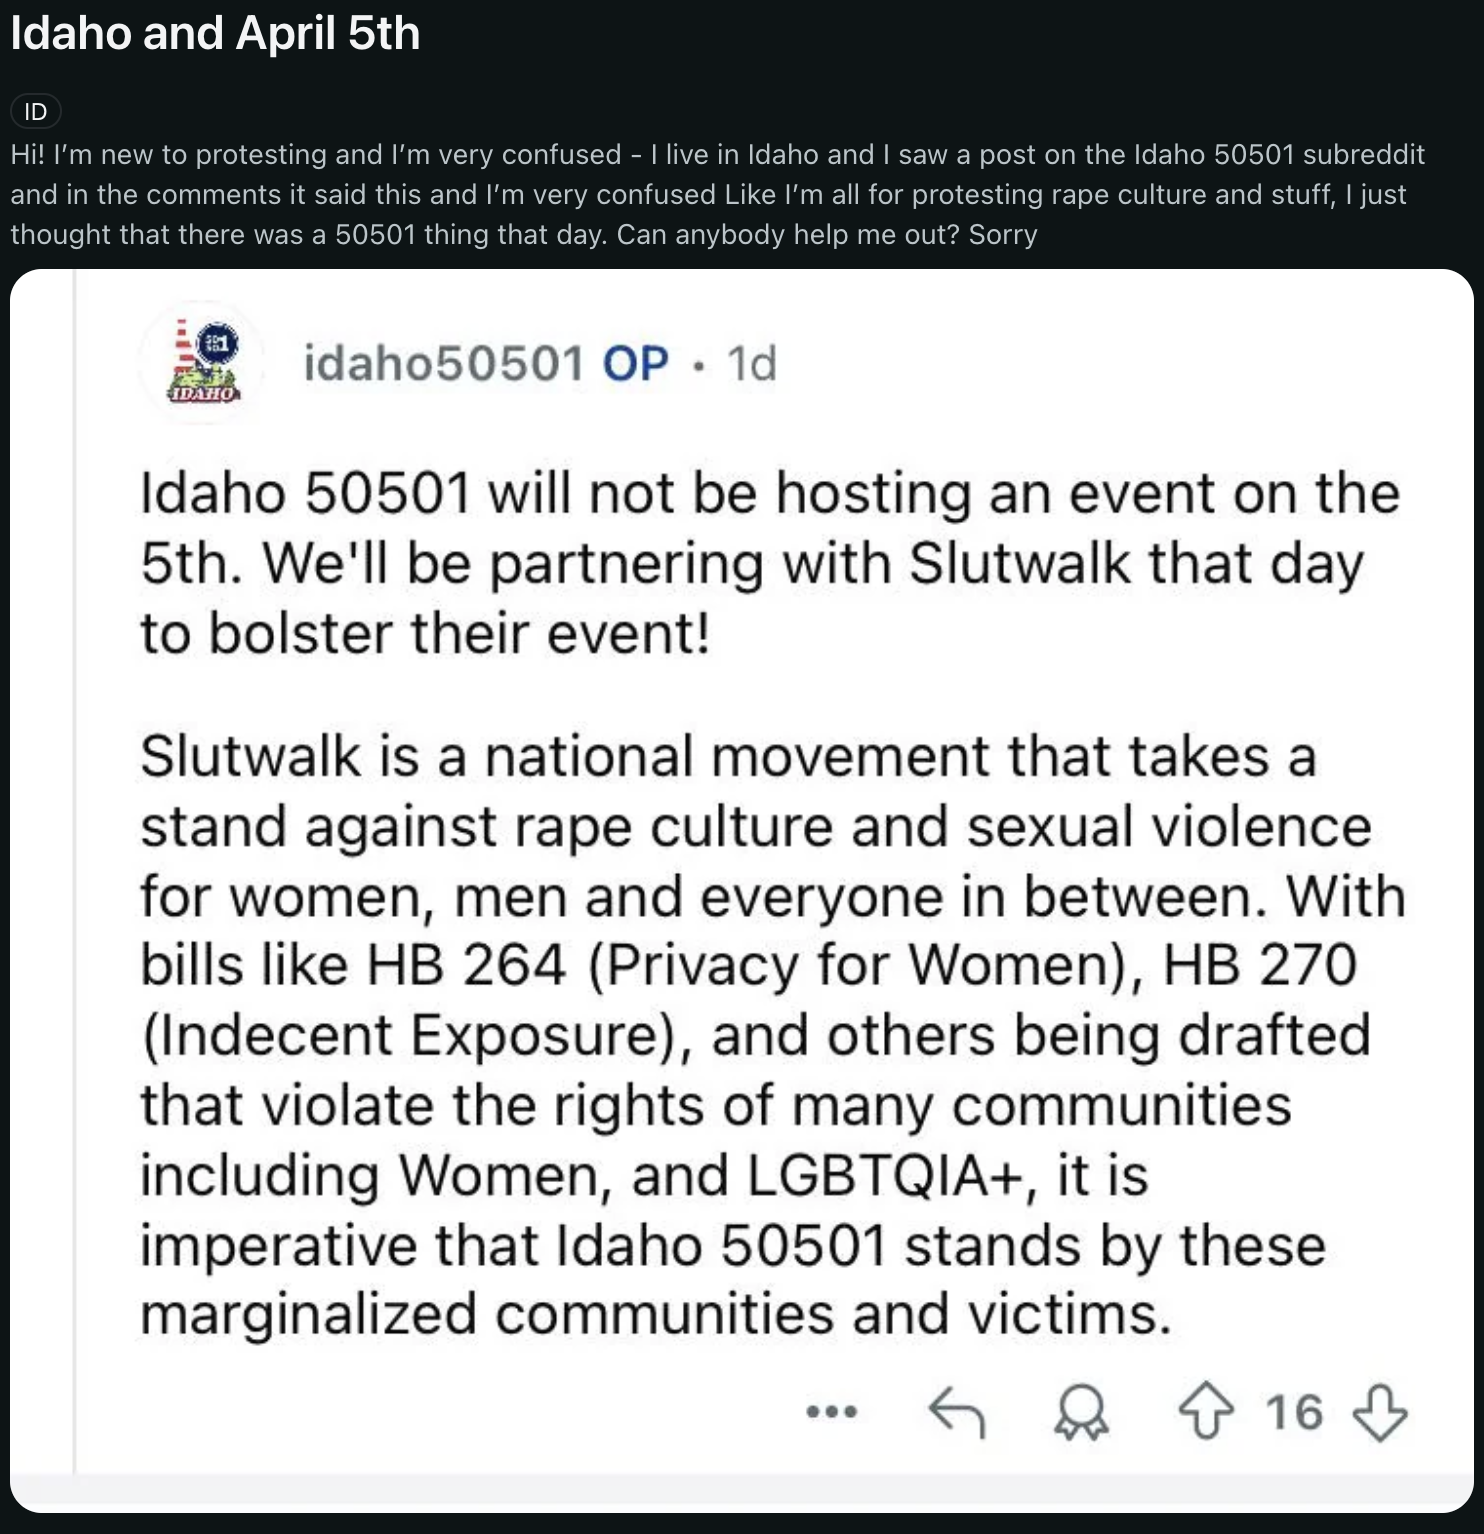 Idaho and April 5th
ID
Hi! I’m new to protesting and I’m very confused - I live in Idaho and I saw a post on the Idaho 50501 subreddit
and in the comments it said this and I’m very confused Like I’m all for protesting rape culture and stuff, I just
thought that there was a 50501 thing that day. Can anybody help me out? Sorry
IDAHO
idaho50501 OP · 1d
Idaho 50501 will not be hosting an event on the
5th. We'll be partnering with Slutwalk that day
to bolster their event!
Slutwalk is a national movement that takes a
stand against rape culture and sexual violence
for women, men and everyone in between. With
bills like HB 264 (Privacy for Women), HB 270
(Indecent Exposure), and others being drafted
that violate the rights of many communities
including Women, and LGBTQIA+, it is
imperative that Idaho 50501 stands by these
marginalized communities and victims.
16